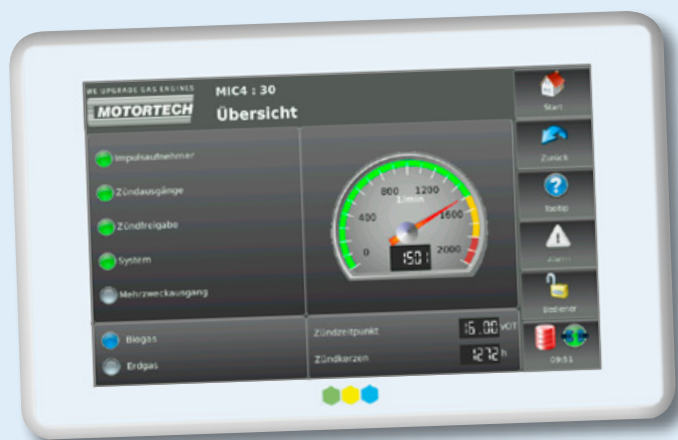 WE UPGRADE GAS ENGINES
MOTORTECH
MIC4 : 30
Übersicht
Impulsaufnehmer
Zündausgänge
Zündfreigabe
System
Mehrzweckausgang
800 1200
1/min
400 1600
0 2000
1501
Biogas
Erdgas
Zündzeitpunkt 16.00 vOT
Zündkerzen 1272 h
Start
Zurück
Tooltip
Alarm
Bediener
09:51